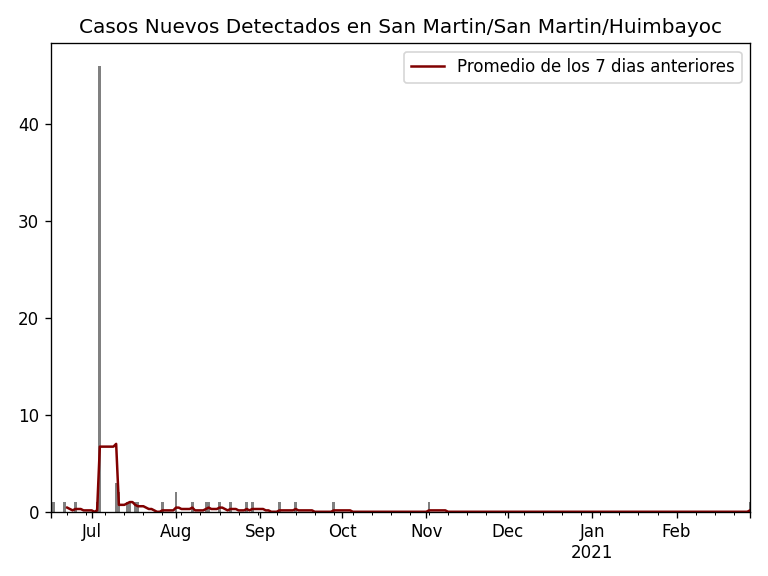 Casos Nuevos Detectados en San Martin/San Martin/Huimbayoc
Promedio de los 7 dias anteriores
40
30
20
10
0
Jul Aug Sep Oct Nov Dec Jan Feb
2021